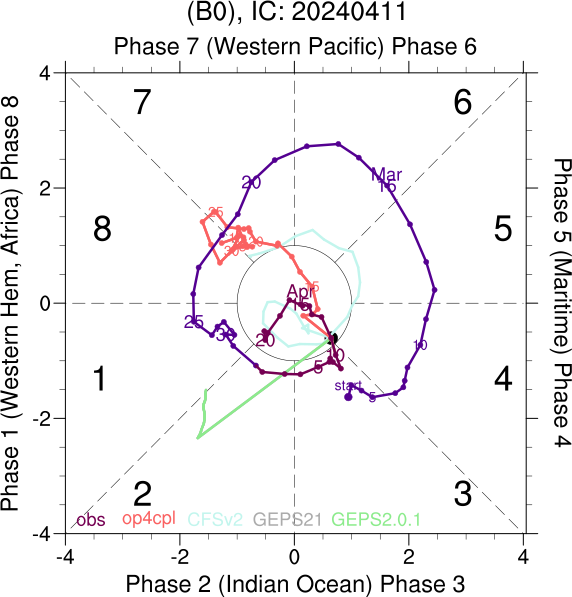 (B0), IC: 20240411
Phase 7 (Western Pacific) Phase 6
4
7
6
Mar
15
20
2
25
8
5
Phase 1 (Western Hem, Africa) Phase 8
Phase 5 (Maritime) Phase 4
Apr
15
5
0
25
20
10
10
5
start
5
1
4
-2
2
3
obs
op4cpl
CFSv2
GEPS21
GEPS2.0.1
-4
-4
-2
0
2
4
Phase 2 (Indian Ocean) Phase 3